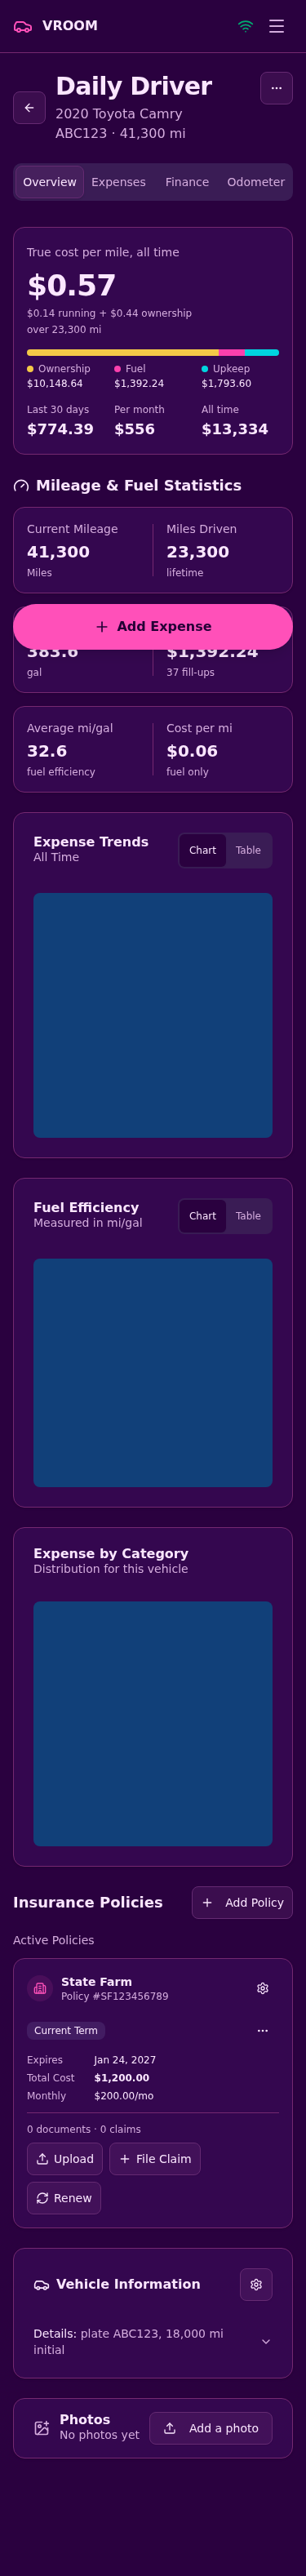 VROOM
Daily Driver
2020 Toyota Camry
ABC123 · 41,300 mi
Overview Expenses Finance Odometer
True cost per mile, all time
$0.57
$0.14 running + $0.44 ownership
over 23,300 mi
Ownership Fuel Upkeep
$10,148.64 $1,392.24 $1,793.60
Last 30 days Per month All time
$774.39 $556 $13,334
Mileage & Fuel Statistics
Current Mileage Miles Driven
41,300 23,300
Miles lifetime
Add Expense
383.6 $1,392.24
gal 37 fill-ups
Average mi/gal Cost per mi
32.6 $0.06
fuel efficiency fuel only
Expense Trends
All Time
Chart Table
Fuel Efficiency
Measured in mi/gal
Chart Table
Expense by Category
Distribution for this vehicle
Insurance Policies
Add Policy
Active Policies
State Farm
Policy #SF123456789
Current Term
Expires Jan 24, 2027
Total Cost $1,200.00
Monthly $200.00/mo
0 documents · 0 claims
Upload File Claim
Renew
Vehicle Information
Details: plate ABC123, 18,000 mi
initial
Photos
No photos yet
Add a photo